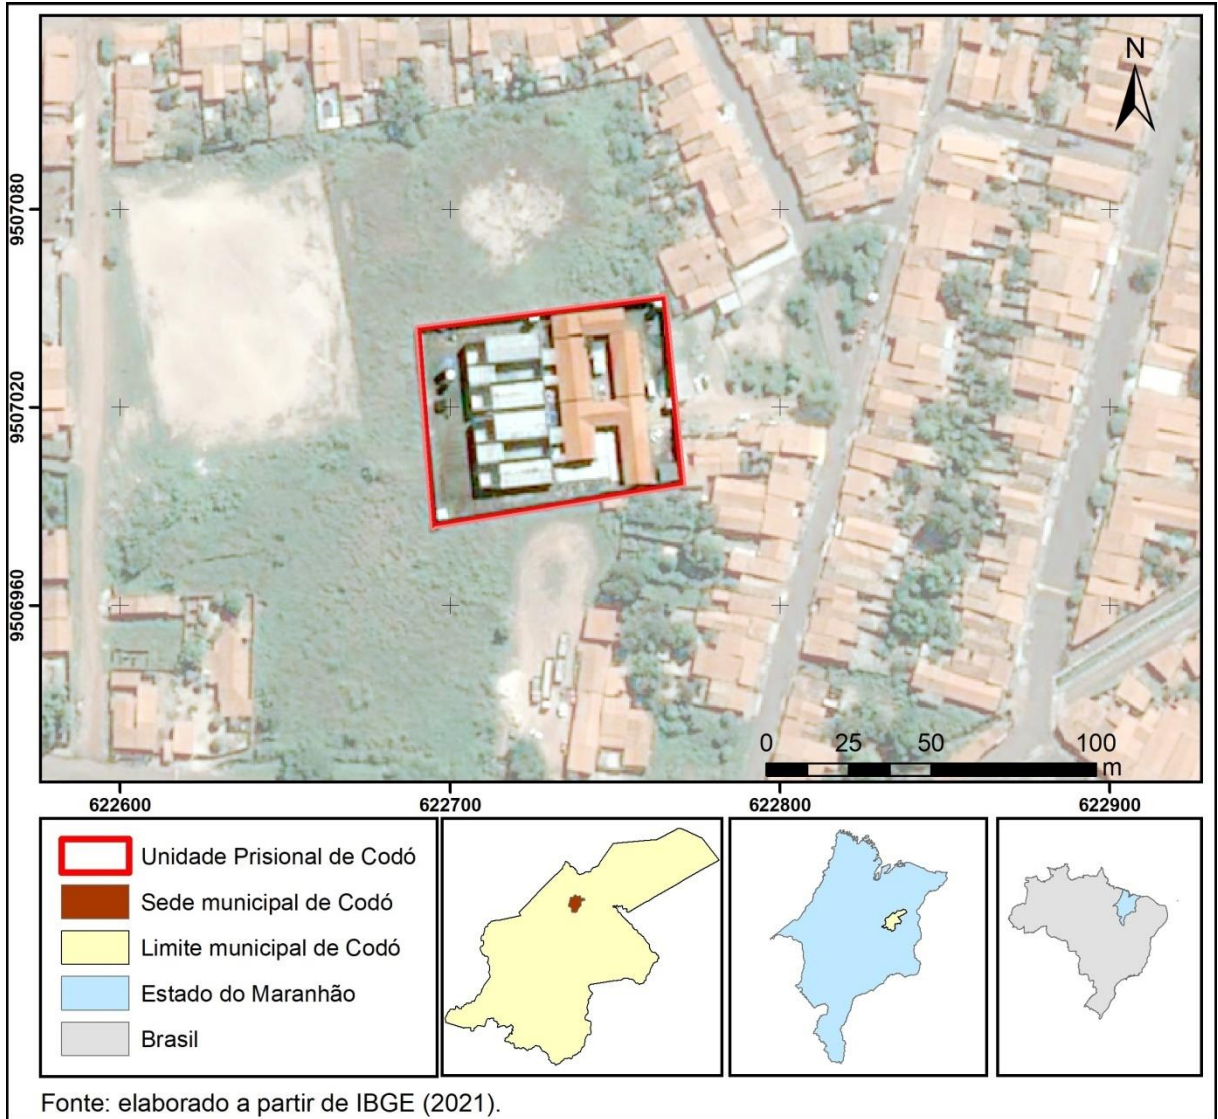 N
9507080
9507020
9506960
0 25 50 100
m
622600 622700 622800 622900
Unidade Prisional de Codó
Sede municipal de Codó
Limite municipal de Codó
Estado do Maranhão
Brasil
Fonte: elaborado a partir de IBGE (2021).